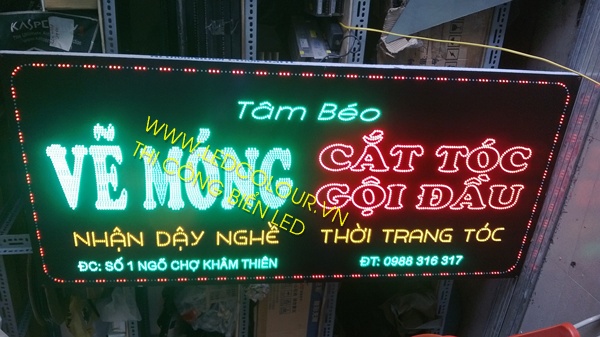 KASPER
Tâm Béo
VẼ MÓNG
CẮT TÓC
GỘI ĐẦU
WWW.LEDCOLOUR.VN
THI CÔNG BIỂN LED
NHẬN DẬY NGHỀ
THỜI TRANG TÓC
ĐC: SỐ 1 NGÕ CHỢ KHÂM THIÊN
ĐT: 0988 316 317